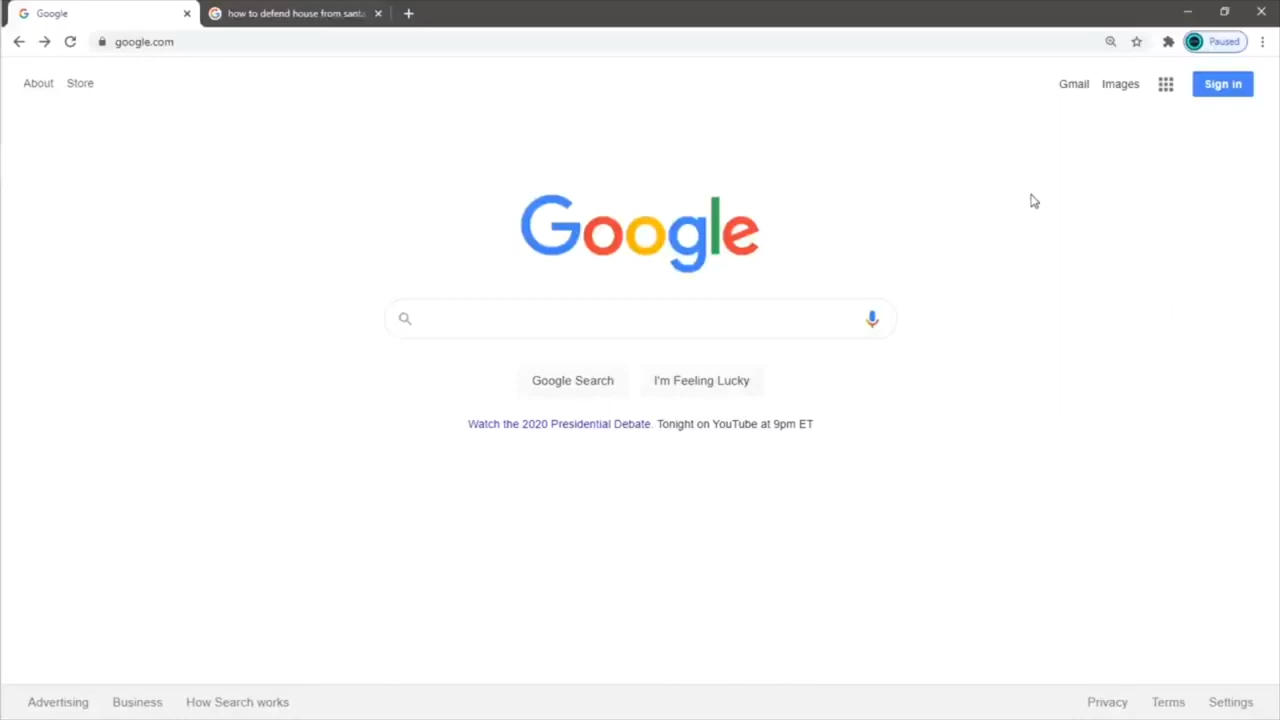 Google
how to defend house from santa
google.com
Paused
About Store
Gmail Images Sign in
Google
Google Search I'm Feeling Lucky
Watch the 2020 Presidential Debate. Tonight on YouTube at 9pm ET
Advertising Business How Search works
Privacy Terms Settings